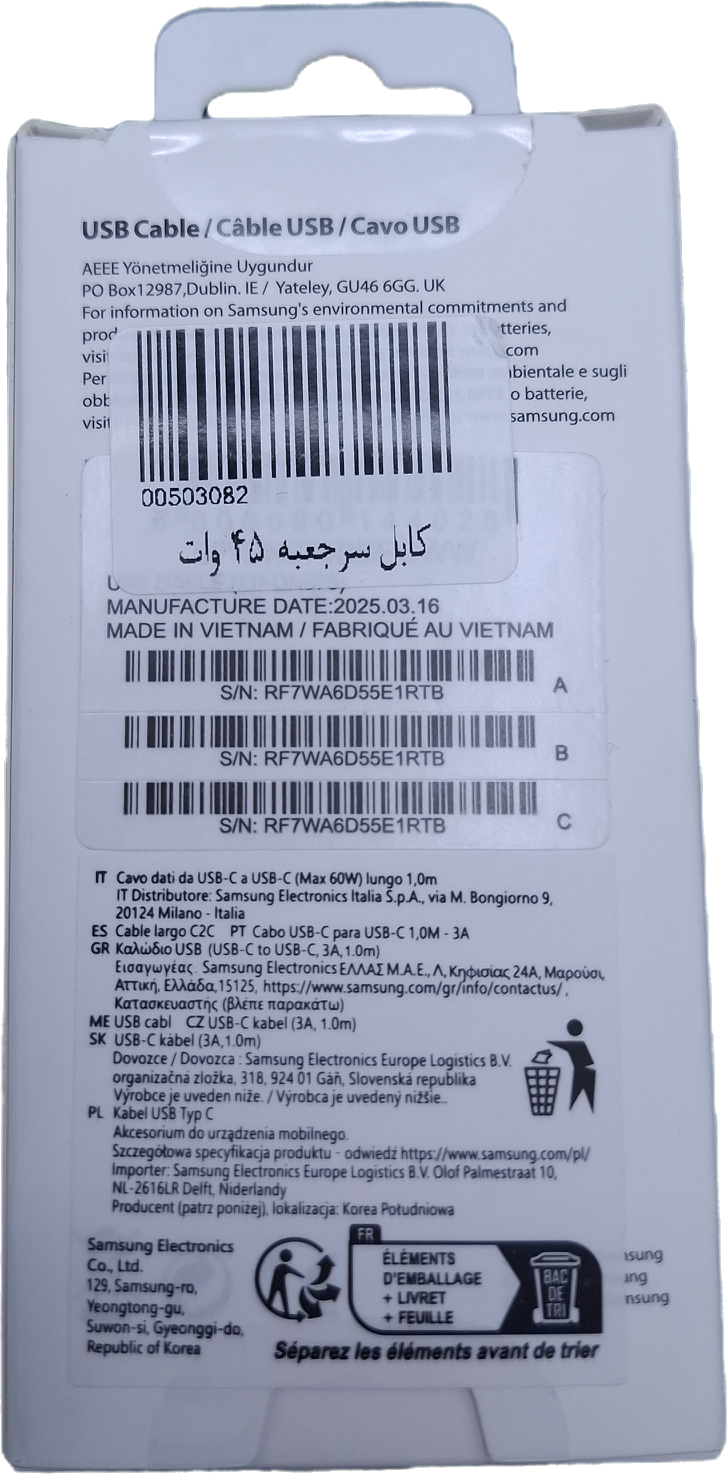 USB Cable / Câble USB / Cavo USB
AEEE Yönetmeliğine Uygundur
PO Box12987,Dublin. IE / Yateley, GU46 6GG. UK
For information on Samsung's environmental commitments and
Per
sugli
batterie,
samsung.com
00503082
کابل سر جعبه ۴۵ وات
MANUFACTURE DATE:2025.03.16
MADE IN VIETNAM / FABRIQUÉ AU VIETNAM
S/N: RF7WA6D55E1RTB
A
S/N: RF7WA6D55E1RTB
B
S/N: RF7WA6D55E1RTB
C
IT Cavo dati da USB-C a USB-C (Max 60W) lungo 1,0m
IT Distributore: Samsung Electronics Italia S.p.A., via M. Bongiorno 9,
20124 Milano - Italia
ES Cable largo C2C PT Cabo USB-C para USB-C 1,0M - 3A
GR Καλώδιο USB (USB-C to USB-C, 3A,1.0m)
Εισαγωγέας. Samsung Electronics ΕΛΛΑΣ Μ.Α.Ε., Λ, Κηφισίας 24Α, Μαρούσι,
Αττική, Ελλάδα,15125, https://www.samsung.com/gr/info/contactus/ ,
Κατασκευαστής (βλέπε παρακάτω)
ME USB cabl CZ USB-C kabel (3A, 1.0m)
SK USB-C kábel (3A,1.0m)
Dovozce / Dovozca : Samsung Electronics Europe Logistics B.V.
organizačná zložka, 318, 924 01 Gáň, Slovenská republika
Výrobce je uveden níže. / Výrobca je uvedený nižšie..
PL Kabel USB Typ C
Akcesorium do urządzenia mobilnego.
Szczegółowa specyfikacja produktu - odwiedź https://www.samsung.com/pl/
Importer: Samsung Electronics Europe Logistics B.V. Olof Palmestraat 10,
NL-2616LR Delft, Niderlandy
Producent (patrz poniżej), lokalizacja: Korea Południowa
Samsung Electronics
Co., Ltd.
129, Samsung-ro,
Yeongtong-gu,
Suwon-si, Gyeonggi-do,
Republic of Korea
FR
ÉLÉMENTS
D'EMBALLAGE
+ LIVRET
+ FEUILLE
BAC
DE
TRI
Séparez les éléments avant de trier